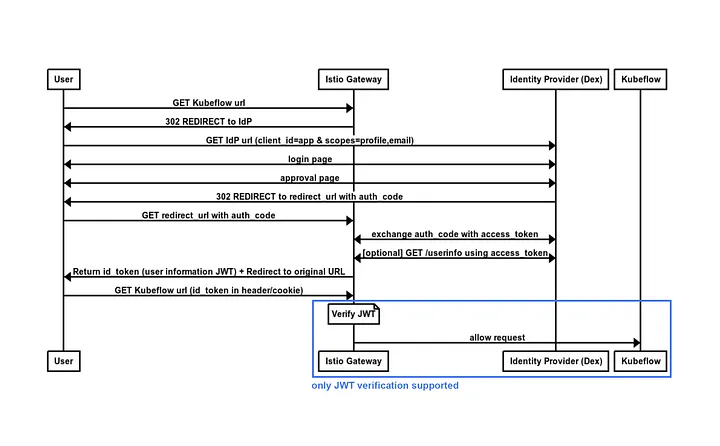 User
Istio Gateway
Identity Provider (Dex)
Kubeflow
GET Kubeflow url
302 REDIRECT to IdP
GET IdP url (client_id=app & scopes=profile,email)
login page
approval page
302 REDIRECT to redirect_url with auth_code
GET redirect_url with auth_code
exchange auth_code with access_token
[optional] GET /userinfo using access_token
Return id_token (user information JWT) + Redirect to original URL
GET Kubeflow url (id_token in header/cookie)
Verify JWT
allow request
User
Istio Gateway
Identity Provider (Dex)
Kubeflow
only JWT verification supported